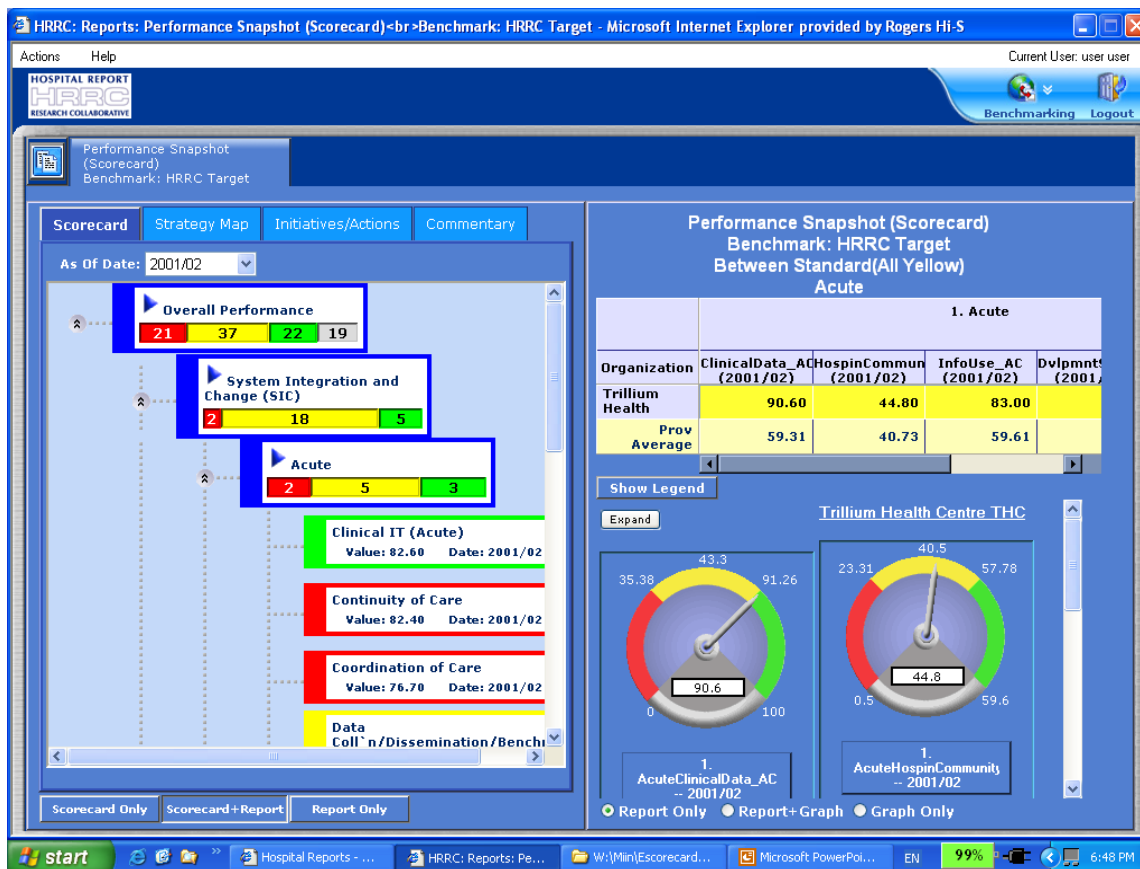 HRRC: Reports: Performance Snapshot (Scorecard)<br>Benchmark: HRRC Target - Microsoft Internet Explorer provided by Rogers Hi-S
Actions Help Current User: user user
HOSPITAL REPORT
HRRC
RESEARCH COLLABORATIVE
Benchmarking Logout
Performance Snapshot
(Scorecard)
Benchmark: HRRC Target
Scorecard Strategy Map Initiatives/Actions Commentary
As Of Date: 2001/02
Overall Performance
21 37 22 19
System Integration and
Change (SIC)
2 18 5
Acute
2 5 3
Clinical IT (Acute)
Value: 82.60 Date: 2001/02
Continuity of Care
Value: 82.40 Date: 2001/02
Coordination of Care
Value: 76.70 Date: 2001/02
Data
Coll`n/Dissemination/Bench
Scorecard Only Scorecard+Report Report Only
Performance Snapshot (Scorecard)
Benchmark: HRRC Target
Between Standard(All Yellow)
Acute
1. Acute
Organization ClinicalData_AC HospinCommun InfoUse_AC Dvlpmnt
(2001/02) (2001/02) (2001/02) (2001/
Trillium
Health 90.60 44.80 83.00
Prov
Average 59.31 40.73 59.61
Show Legend
Expand
Trillium Health Centre THC
35.38 43.3 91.26
90.6
0 100
1.
AcuteClinicalData_AC
-- 2001/02
23.31 40.5 57.78
44.8
0.5 59.6
1.
AcuteHospinCommunity
-- 2001/02
Report Only Report+Graph Graph Only
start Hospital Reports - ... HRRC: Reports: Pe... W:\Miin\Escorecard... Microsoft PowerPoi... EN 99% 6:48 PM